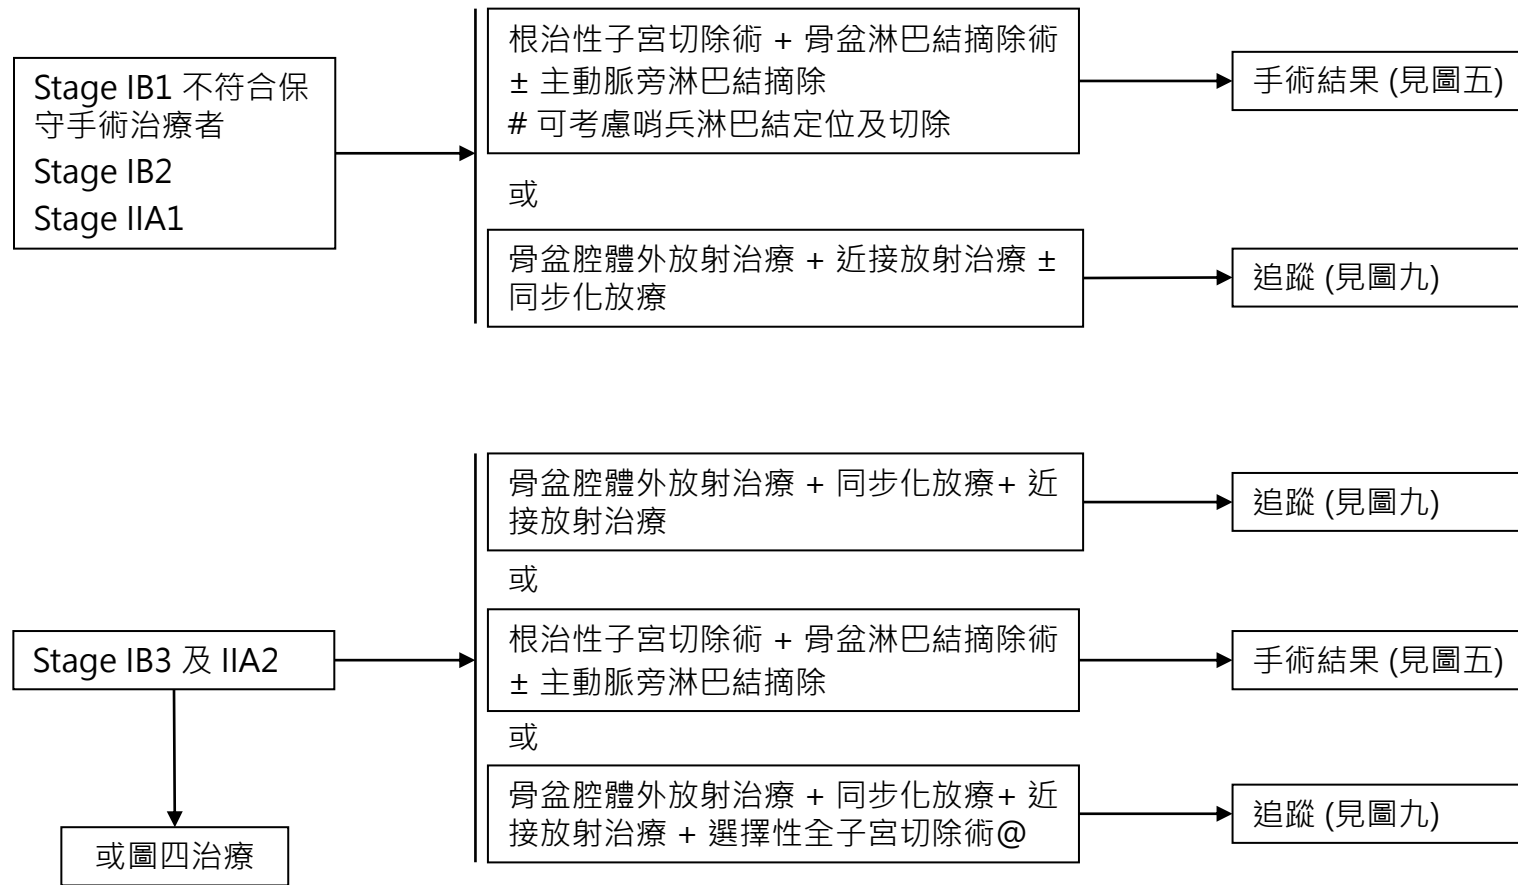 Stage IB1 不符合保
守手術治療者
Stage IB2
Stage IIA1
根治性子宮切除術 + 骨盆淋巴結摘除術
± 主動脈旁淋巴結摘除
# 可考慮哨兵淋巴結定位及切除
手術結果 (見圖五)
或
骨盆腔體外放射治療 + 近接放射治療 ±
同步化放療
追蹤 (見圖九)
Stage IB3 及 IIA2
或圖四治療
骨盆腔體外放射治療 + 同步化放療+ 近
接放射治療
追蹤 (見圖九)
或
根治性子宮切除術 + 骨盆淋巴結摘除術
± 主動脈旁淋巴結摘除
手術結果 (見圖五)
或
骨盆腔體外放射治療 + 同步化放療+ 近
接放射治療 + 選擇性全子宮切除術@
追蹤 (見圖九)